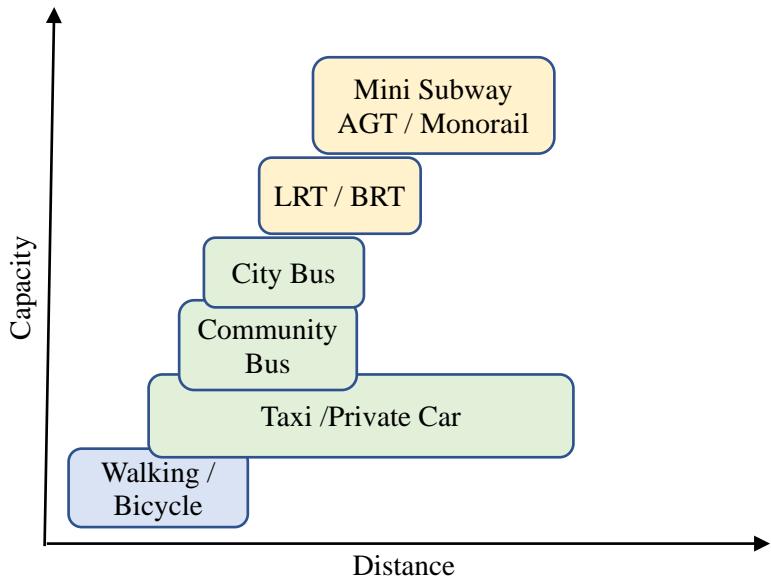 Mini Subway
AGT / Monorail
LRT / BRT
City Bus
Community
Bus
Taxi /Private Car
Walking /
Bicycle
Capacity
Distance